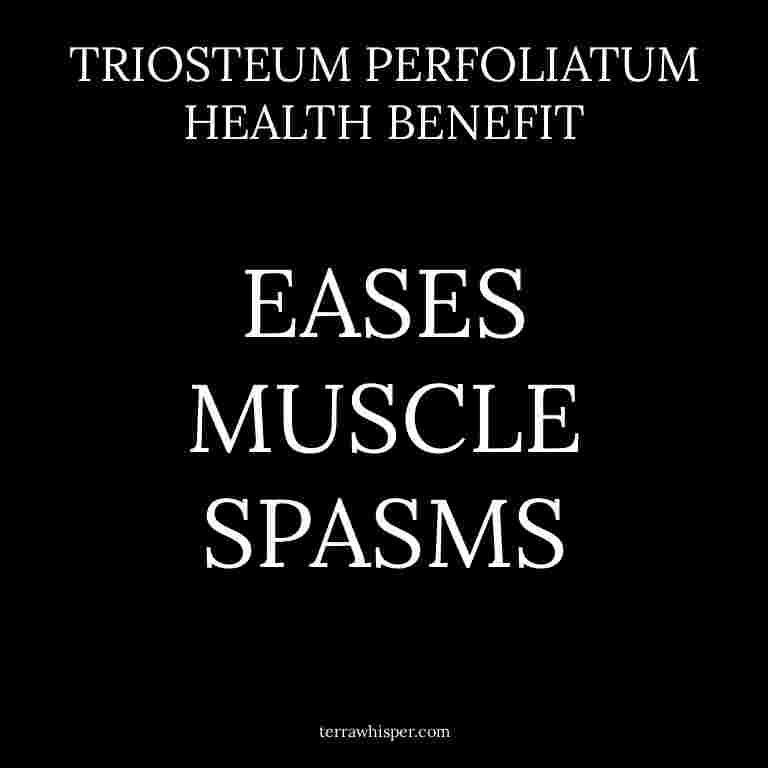 TRIOSTEUM PERFOLIATUM
HEALTH BENEFIT
EASES
MUSCLE
SPASMS
terrawhisper.com